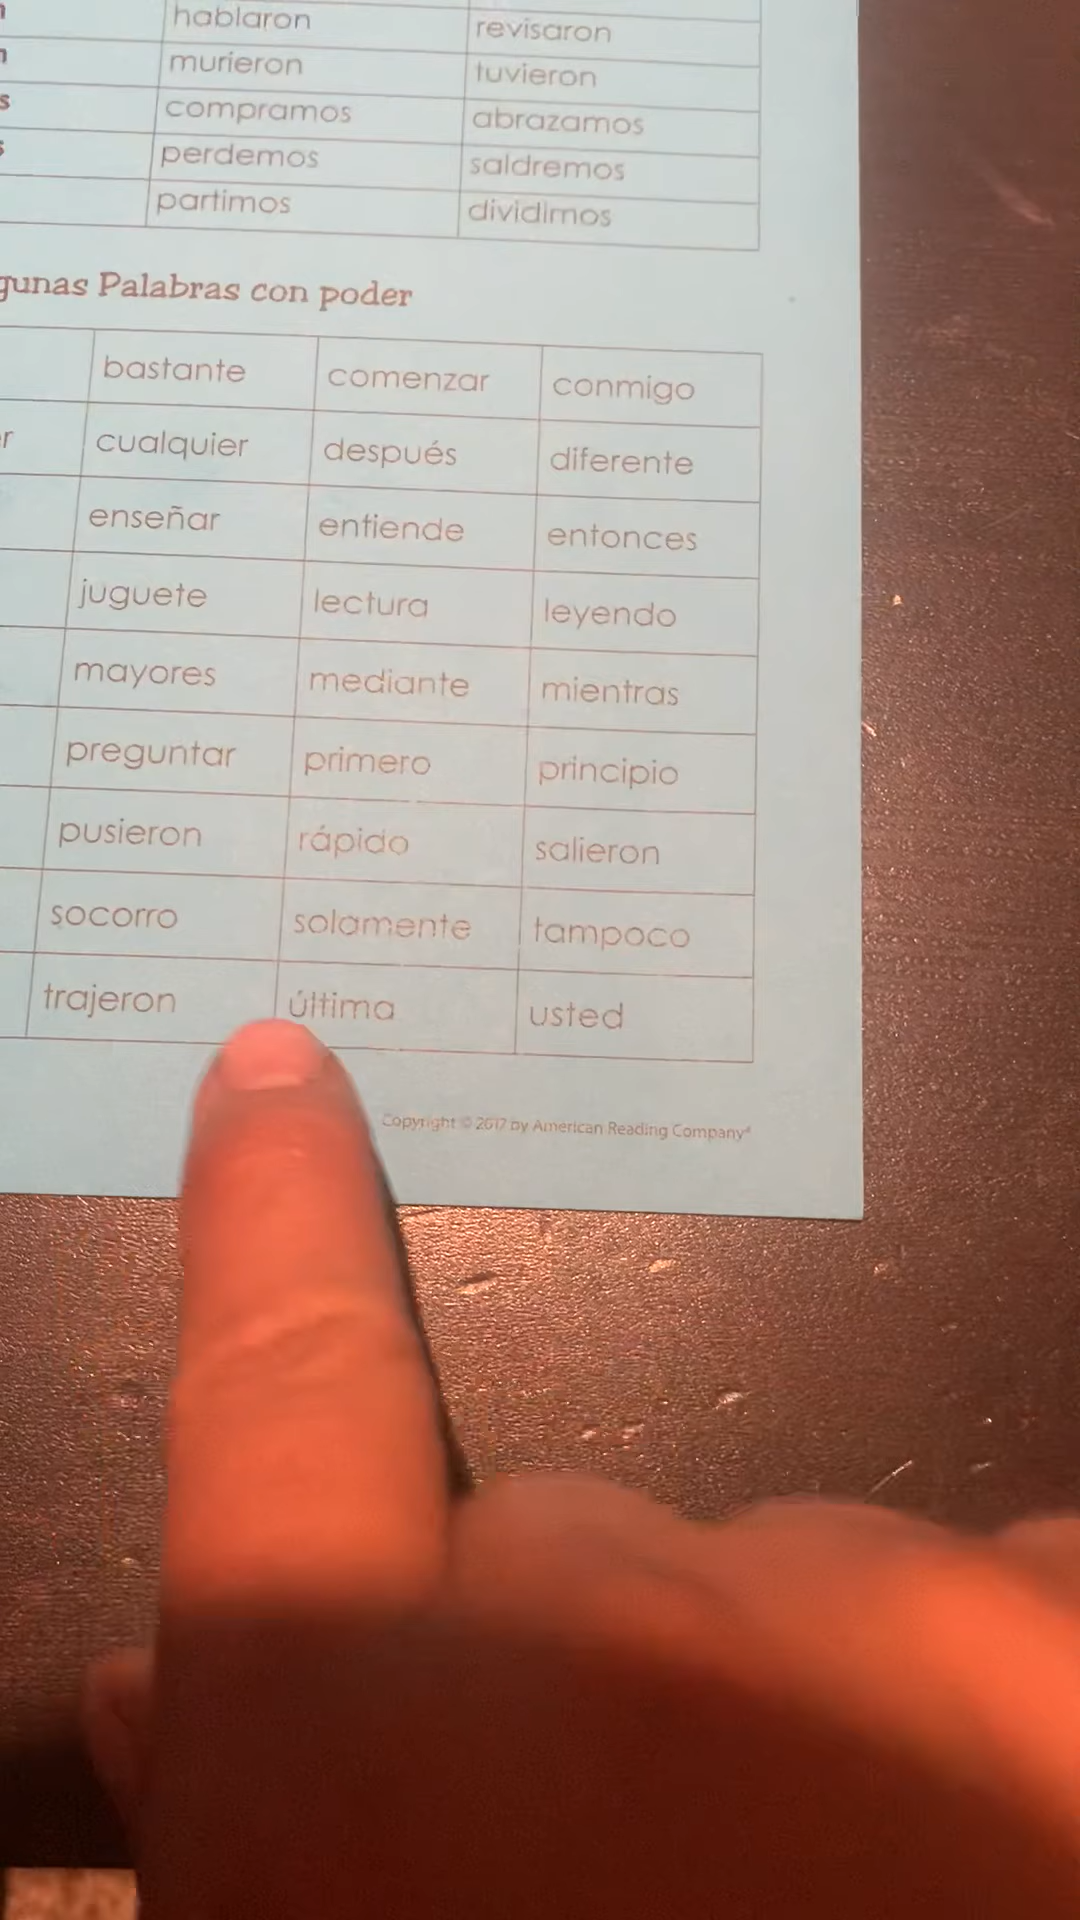 hablaron revisaron
murieron tuvieron
compramos abrazamos
perdemos saldremos
partimos dividimos
gunas Palabras con poder
bastante comenzar conmigo
r cualquier después diferente
enseñar entiende entonces
juguete lectura leyendo
mayores mediante mientras
preguntar primero principio
pusieron rápido salieron
socorro solamente tampoco
trajeron última usted
Copyright © 2017 by American Reading Company®